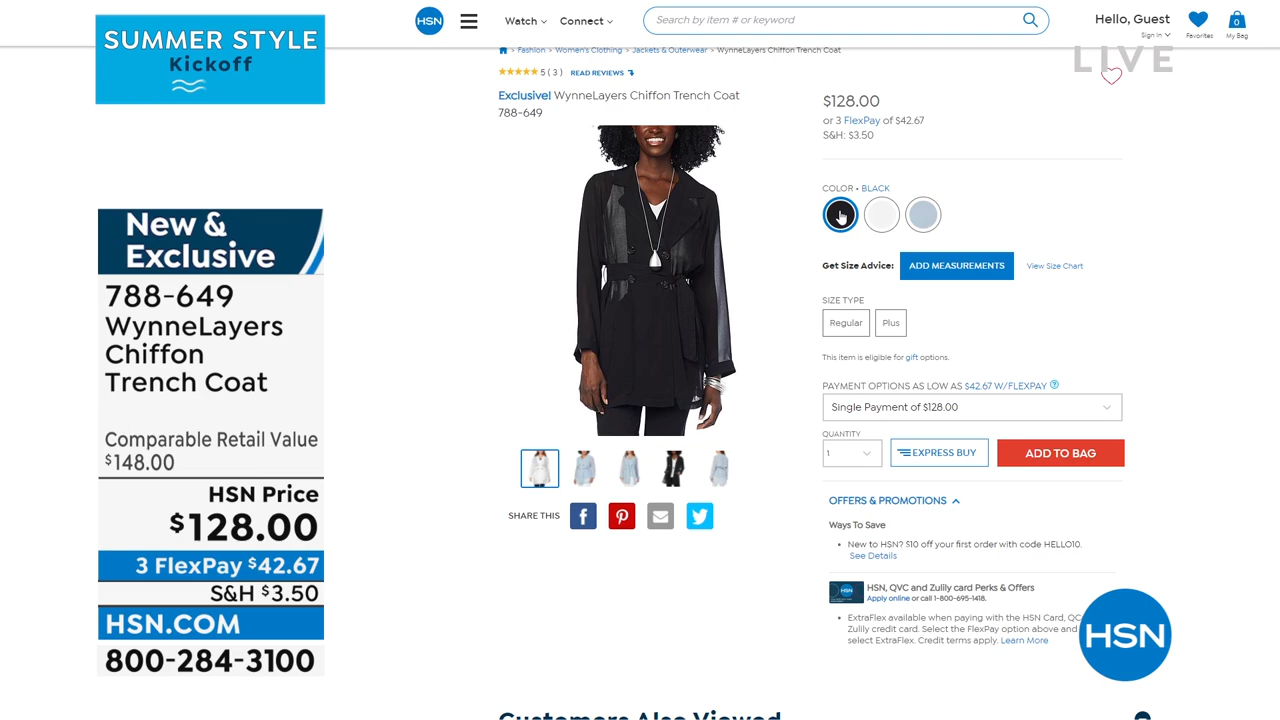 SUMMER STYLE
Kickoff
New &
Exclusive
788-649
WynneLayers
Chiffon
Trench Coat
Comparable Retail Value
$148.00
HSN Price
$128.00
3 FlexPay $42.67
S&H $3.50
HSN.COM
800-284-3100
HSN
Watch
Connect
Search by item # or keyword
Hello, Guest
Sign in
Favorites
0
My Bag
LIVE
> Fashion > Women's Clothing > Jackets & Outerwear > WynneLayers Chiffon Trench Coat
5 ( 3 ) READ REVIEWS
Exclusive! WynneLayers Chiffon Trench Coat
788-649
SHARE THIS
$128.00
or 3 FlexPay of $42.67
S&H: $3.50
COLOR • BLACK
Get Size Advice: ADD MEASUREMENTS View Size Chart
SIZE TYPE
Regular Plus
This item is eligible for gift options.
PAYMENT OPTIONS AS LOW AS $42.67 W/FLEXPAY ?
Single Payment of $128.00
QUANTITY
1 EXPRESS BUY ADD TO BAG
OFFERS & PROMOTIONS
Ways To Save
• New to HSN? $10 off your first order with code HELLO10.
See Details
HSN, QVC and Zulily card Perks & Offers
Apply online or call 1-800-695-1418.
• ExtraFlex available when paying with the HSN Card, QC
Zulily credit card. Select the FlexPay option above and
select ExtraFlex. Credit terms apply. Learn More
HSN
Customers Also Viewed